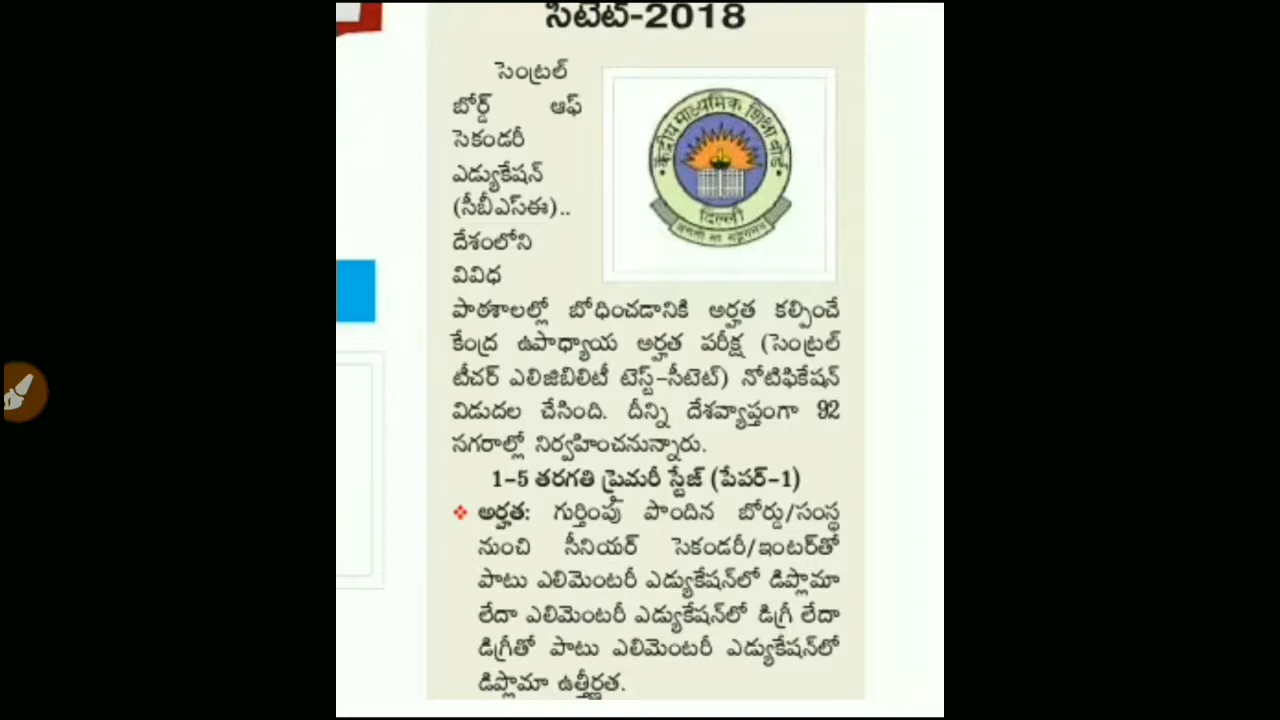 సీటెట్-2018
సెంట్రల్
బోర్డ్ ఆఫ్
సెకండరీ
ఎడ్యుకేషన్
(సీబీఎస్ఈ)..
దేశంలోని
వివిధ
केन्द्रीय माध्यमिक शिक्षा बोर्ड
दिल्ली
పాఠశాలల్లో బోధించడానికి అర్హత కల్పించే
కేంద్ర ఉపాధ్యాయ అర్హత పరీక్ష (సెంట్రల్
టీచర్ ఎలిజిబిలిటీ టెస్ట్-సీటెట్) నోటిఫికేషన్
విడుదల చేసింది. దీన్ని దేశవ్యాప్తంగా 92
నగరాల్లో నిర్వహించనున్నారు.
1-5 తరగతి ప్రైమరీ స్టేజ్ (పేపర్-1)
❖ అర్హత: గుర్తింపు పొందిన బోర్డు/సంస్థ
నుంచి సీనియర్ సెకండరీ/ఇంటర్‌తో
పాటు ఎలిమెంటరీ ఎడ్యుకేషన్‌లో డిప్లొమా
లేదా ఎలిమెంటరీ ఎడ్యుకేషన్‌లో డిగ్రీ లేదా
డిగ్రీతో పాటు ఎలిమెంటరీ ఎడ్యుకేషన్‌లో
డిప్లొమా ఉత్తీర్ణత.